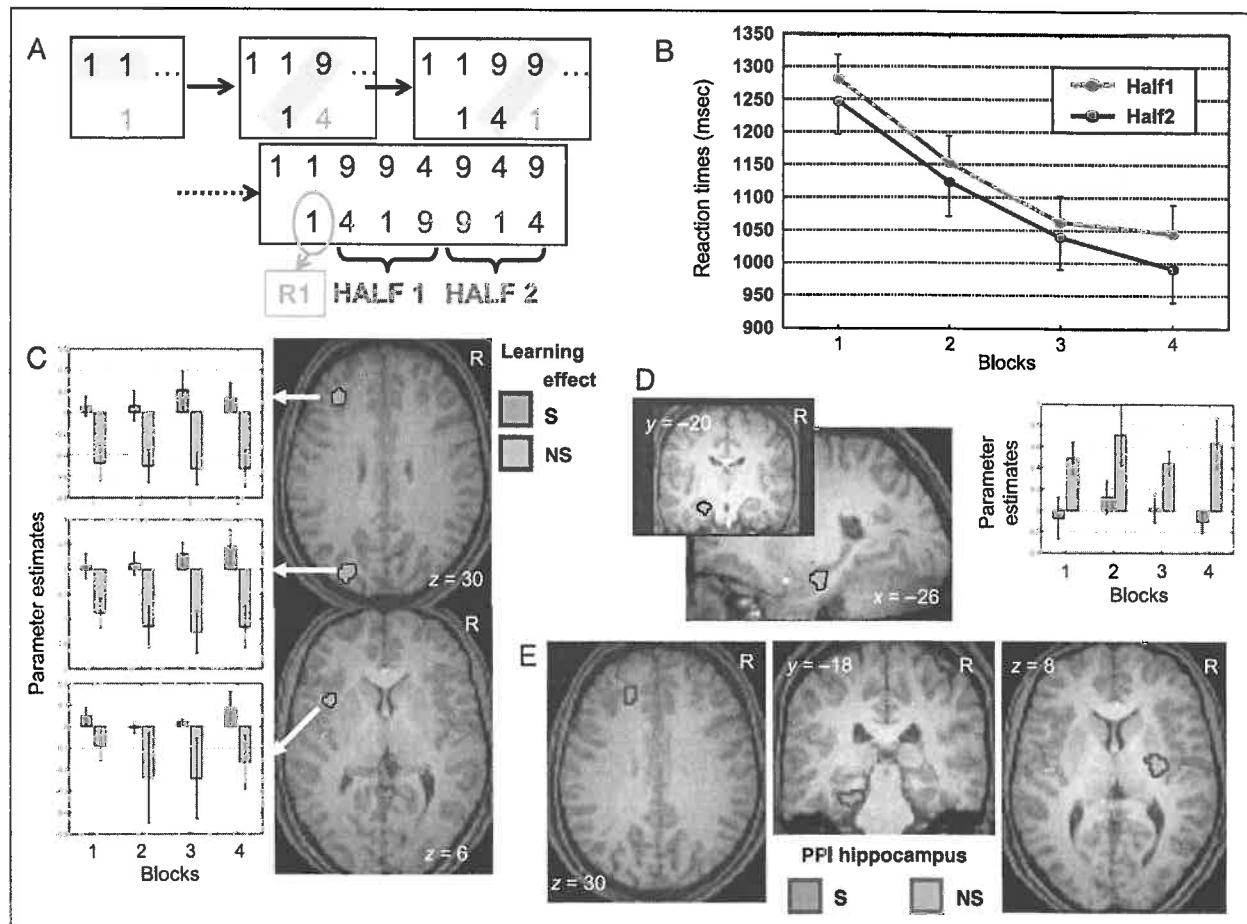 A
1 1 ...
1
1 1 9 ...
1 4
1 1 9 9 ...
1 4 1
1 1 9 9 4 9 4 9
1 4 1 9 9 1 4
R1 HALF 1 HALF 2
B
Reaction times (msec)
1350
1300
1250
1200
1150
1100
1050
1000
950
900
1 2 3 4
Blocks
Half1
Half2
C
Parameter estimates
1 2 3 4
Blocks
R
z = 30
R
z = 6
Learning
effect
S
NS
D
y = -20
R
x = -26
Parameter
estimates
1 2 3 4
Blocks
E
R
z = 30
y = -18
R
z = 8
R
PPI hippocampus
S NS